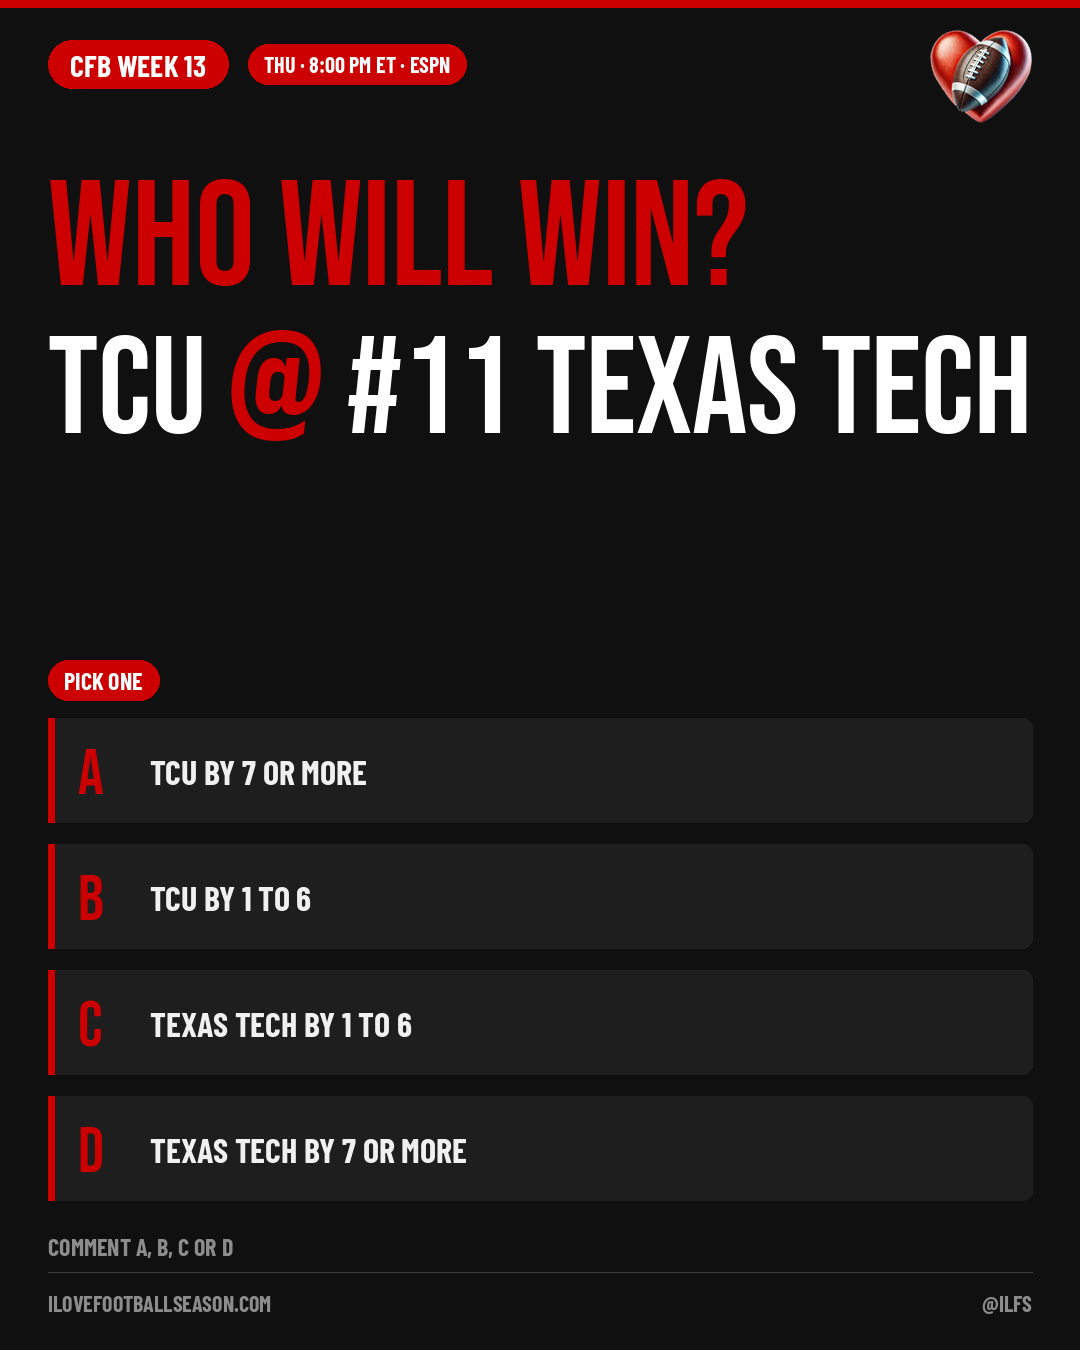 CFB WEEK 13
THU · 8:00 PM ET · ESPN
WHO WILL WIN?
TCU @ #11 TEXAS TECH
PICK ONE
A TCU BY 7 OR MORE
B TCU BY 1 TO 6
C TEXAS TECH BY 1 TO 6
D TEXAS TECH BY 7 OR MORE
COMMENT A, B, C OR D
ILOVEFOOTBALLSEASON.COM
@ILFS